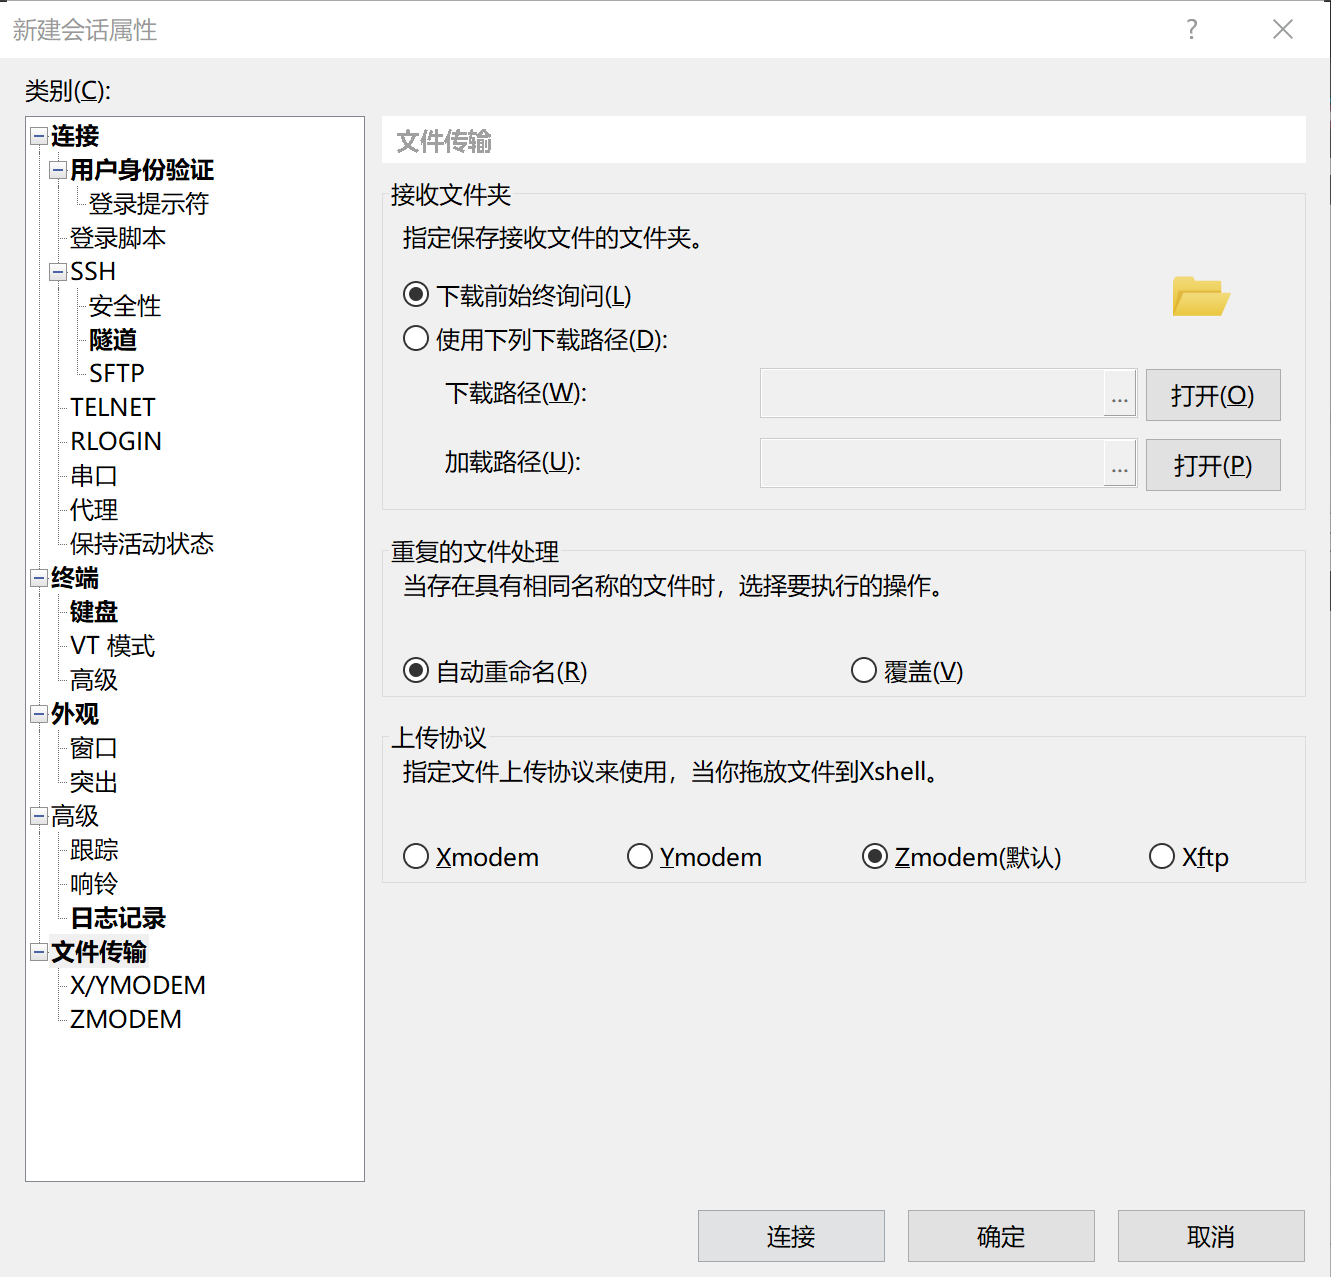 新建会话属性
?
类别(C):
连接
用户身份验证
登录提示符
登录脚本
SSH
安全性
隧道
SFTP
TELNET
RLOGIN
串口
代理
保持活动状态
终端
键盘
VT 模式
高级
外观
窗口
突出
高级
跟踪
响铃
日志记录
文件传输
X/YMODEM
ZMODEM
文件传输
接收文件夹
指定保存接收文件的文件夹。
下载前始终询问(L)
使用下列下载路径(D):
下载路径(W): ... 打开(O)
加载路径(U): ... 打开(P)
重复的文件处理
当存在具有相同名称的文件时，选择要执行的操作。
自动重命名(R) 覆盖(V)
上传协议
指定文件上传协议来使用，当你拖放文件到Xshell。
Xmodem Ymodem Zmodem(默认) Xftp
连接 确定 取消